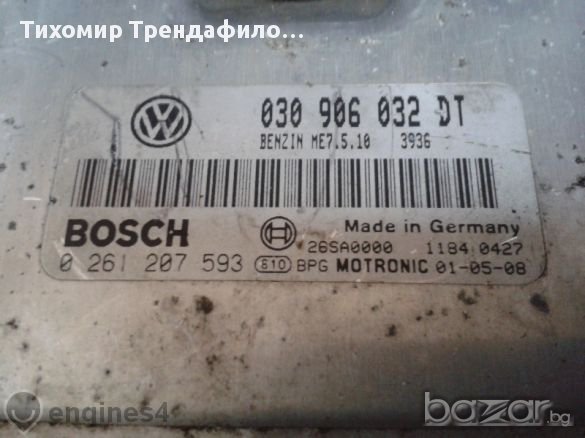 Тихомир Трендафило...
030 906 032 DT
BENZIN ME7.5.10 3936
BOSCH
Made in Germany
26SA0000 1184 0427
0 261 207 593 810 BPG MOTRONIC 01-05-08
engines4
bazar.bg